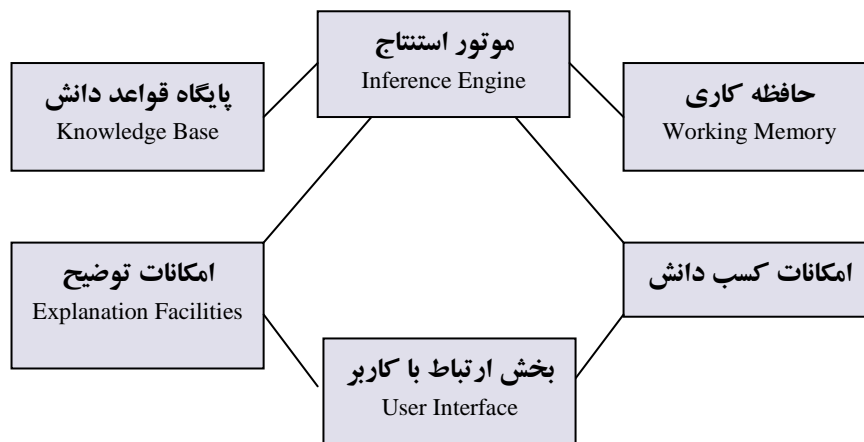 موتور استنتاج
Inference Engine
پایگاه قواعد دانش
Knowledge Base
حافظه کاری
Working Memory
امکانات توضیح
Explanation Facilities
امکانات کسب دانش
بخش ارتباط با کاربر
User Interface